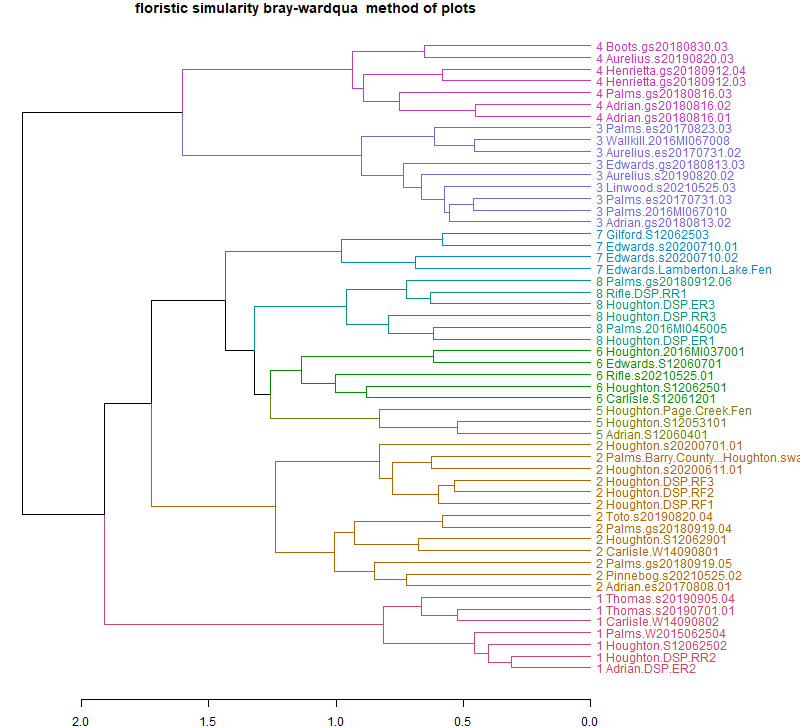 floristic simularity bray-wardqua method of plots
4 Boots.gs20180830.03
4 Aurelius.s20190820.03
4 Henrietta.gs20180912.04
4 Henrietta.gs20180912.03
4 Palms.gs20180816.03
4 Adrian.gs20180816.02
4 Adrian.gs20180816.01
3 Palms.es20170823.03
3 Wallkill.2016MI067008
3 Aurelius.es20170731.02
3 Edwards.gs20180813.03
3 Aurelius.s20190820.02
3 Linwood.s20210525.03
3 Palms.es20170731.03
3 Palms.2016MI067010
3 Adrian.gs20180813.02
7 Gilford.S12062503
7 Edwards.s20200710.01
7 Edwards.s20200710.02
7 Edwards.Lamberton.Lake.Fen
8 Palms.gs20180912.06
8 Rifle.DSP.RR1
8 Houghton.DSP.ER3
8 Houghton.DSP.RR3
8 Palms.2016MI045005
8 Houghton.DSP.ER1
6 Houghton.2016MI037001
6 Edwards.S12060701
6 Rifle.s20210525.01
6 Houghton.S12062501
6 Carlisle.S12061201
5 Houghton.Page.Creek.Fen
5 Houghton.S12053101
5 Adrian.S12060401
2 Houghton.s20200701.01
2 Palms.Barry.County...Houghton.swa
2 Houghton.s20200611.01
2 Houghton.DSP.RF3
2 Houghton.DSP.RF2
2 Houghton.DSP.RF1
2 Toto.s20190820.04
2 Palms.gs20180919.04
2 Houghton.S12062901
2 Carlisle.W14090801
2 Palms.gs20180919.05
2 Pinnebog.s20210525.02
2 Adrian.es20170808.01
1 Thomas.s20190905.04
1 Thomas.s20190701.01
1 Carlisle.W14090802
1 Palms.W2015062504
1 Houghton.S12062502
1 Houghton.DSP.RR2
1 Adrian.DSP.ER2
2.0 1.5 1.0 0.5 0.0